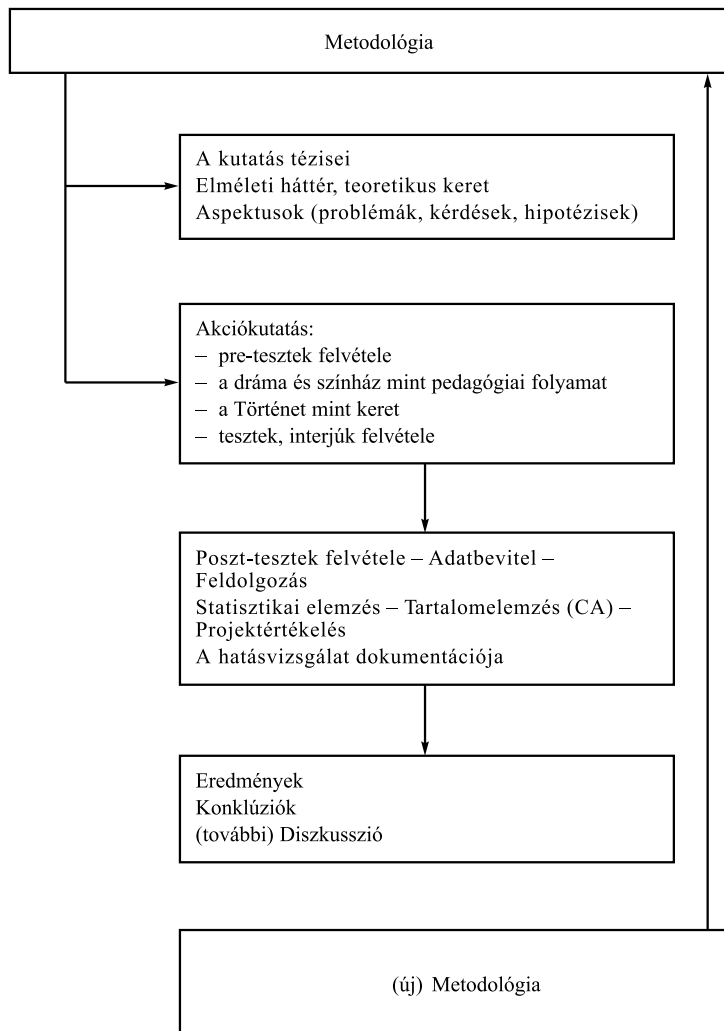 Metodológia
A kutatás tézisei
Elméleti háttér, teoretikus keret
Aspektusok (problémák, kérdések, hipotézisek)
Akciókutatás:
– pre-tesztek felvétele
– a dráma és színház mint pedagógiai folyamat
– a Történet mint keret
– tesztek, interjúk felvétele
Poszt-tesztek felvétele – Adatbevitel –
Feldolgozás
Statisztikai elemzés – Tartalomelemzés (CA) –
Projektértékelés
A hatásvizsgálat dokumentációja
Eredmények
Konklúziók
(további) Diszkusszió
(új) Metodológia